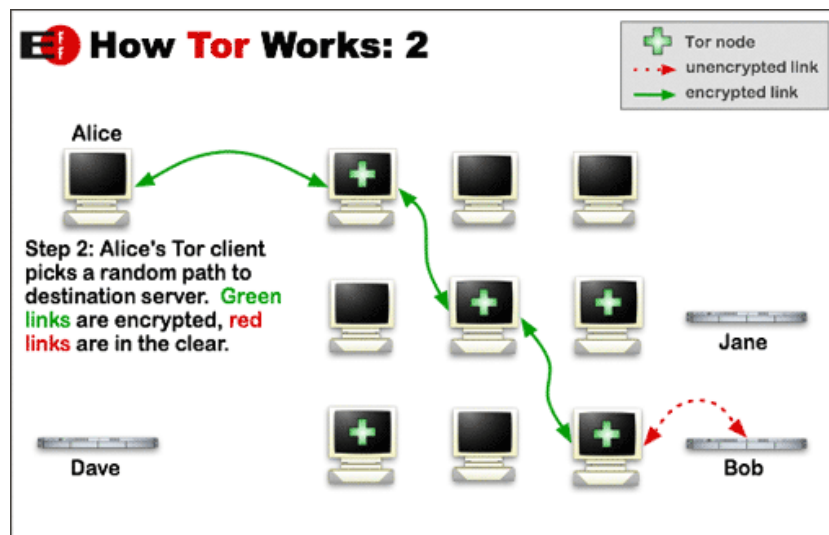 EFF How Tor Works: 2
Tor node
unencrypted link
encrypted link
Alice
Step 2: Alice's Tor client
picks a random path to
destination server. Green
links are encrypted, red
links are in the clear.
Jane
Dave
Bob